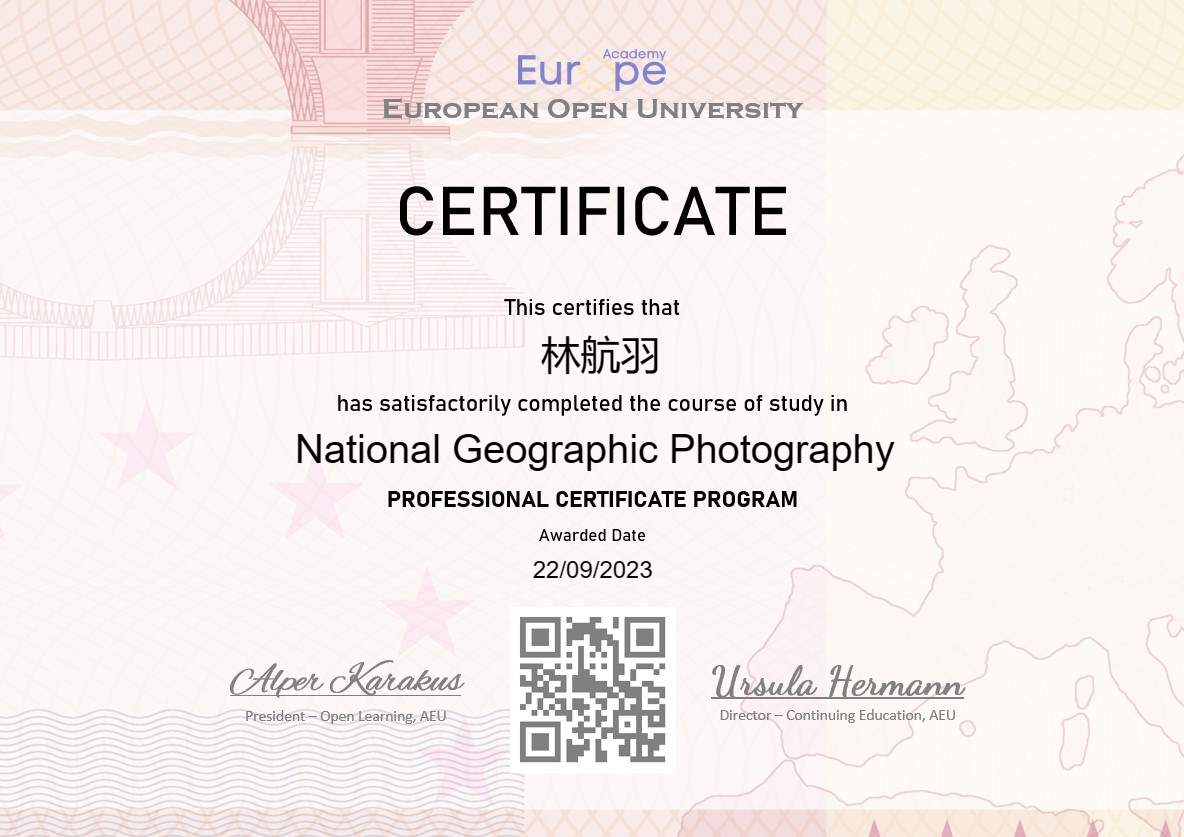 Academy
Europe
EUROPEAN OPEN UNIVERSITY
CERTIFICATE
This certifies that
林航羽
has satisfactorily completed the course of study in
National Geographic Photography
PROFESSIONAL CERTIFICATE PROGRAM
Awarded Date
22/09/2023
Alper Karakus
President – Open Learning, AEU
Ursula Hermann
Director – Continuing Education, AEU